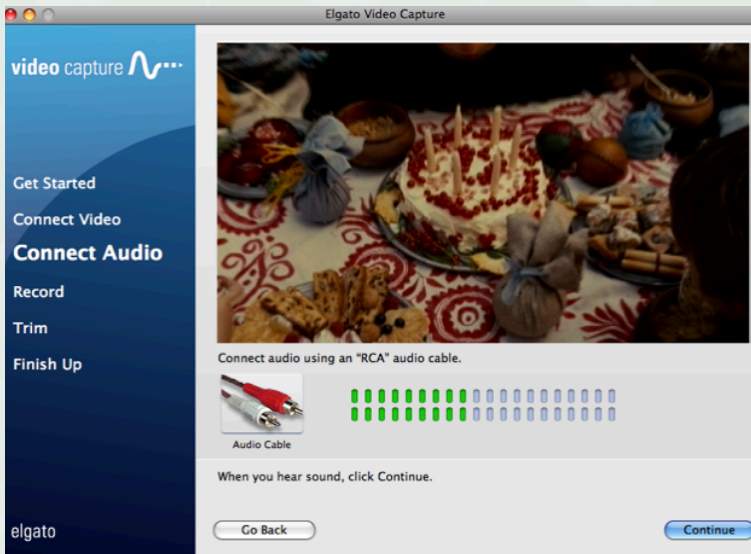 Elgato Video Capture
video capture
Get Started
Connect Video
Connect Audio
Record
Trim
Finish Up
elgato
Connect audio using an “RCA” audio cable.
Audio Cable
When you hear sound, click Continue.
Go Back
Continue